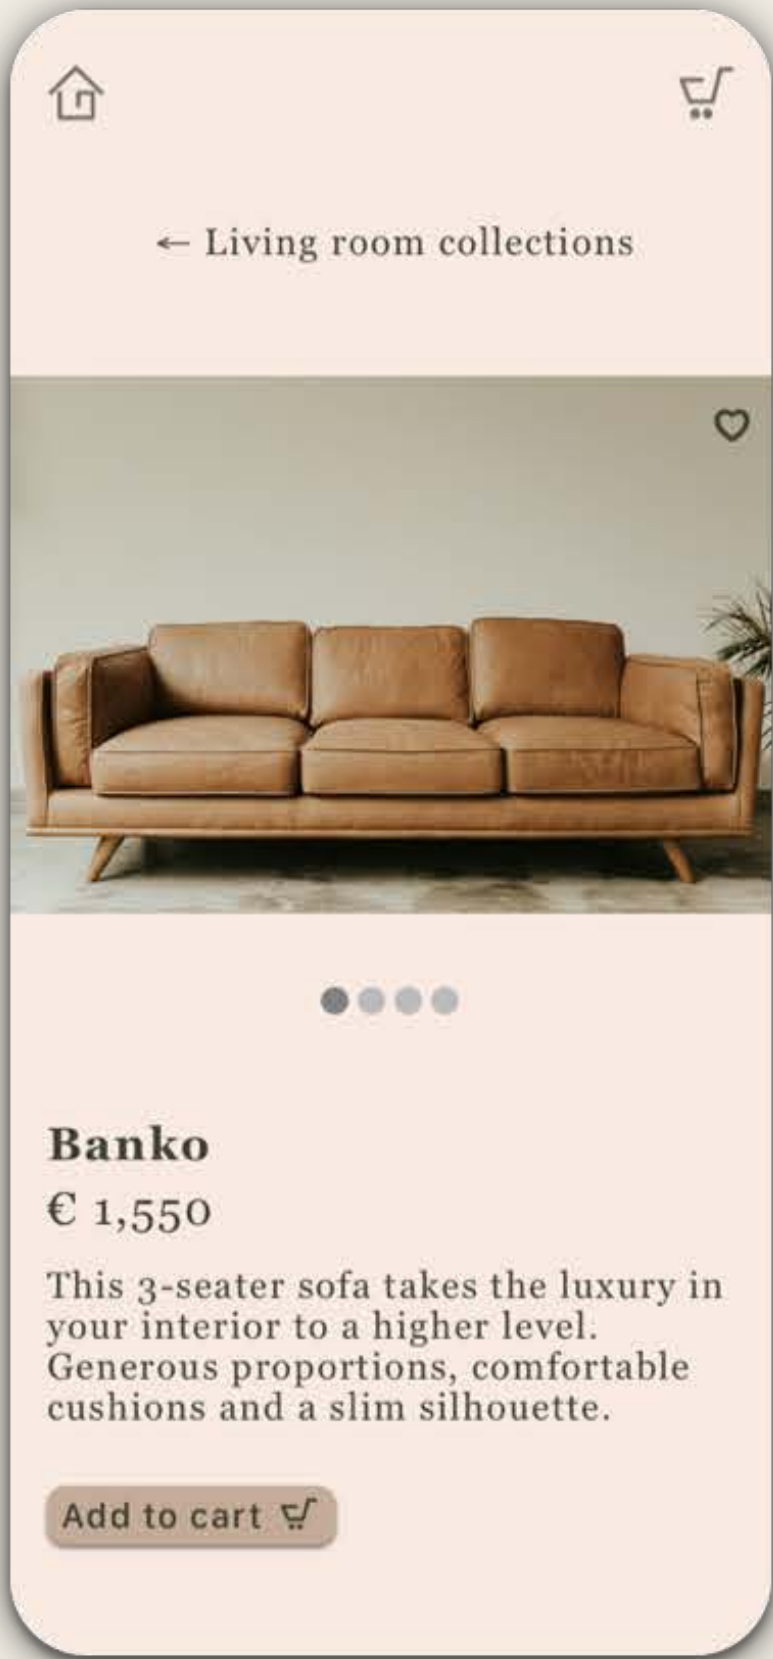 ← Living room collections
Banko
€ 1,550
This 3-seater sofa takes the luxury in
your interior to a higher level.
Generous proportions, comfortable
cushions and a slim silhouette.
Add to cart